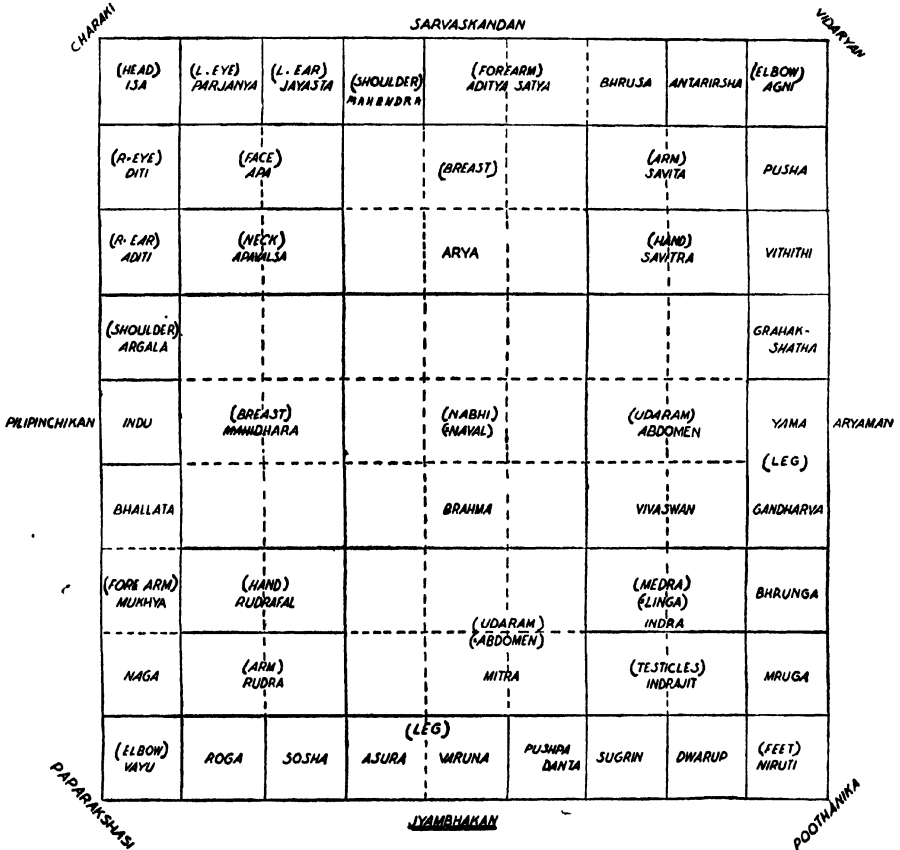 CHARAKI
SARVASKANDAN
VIDARYAN
(HEAD) (L. EYE) (L. EAR) (SHOULDER) (FOREARM) BHRUSA ANTARIRSHA (ELBOW)
ISA PARJANYA JAYASTA MAHENDRA ADITYA SATYA AGNI
(R. EYE) (FACE) (BREAST) (ARM) PUSHA
DITI APA SAVITA
(R. EAR) (NECK) ARYA (HAND) VITHITHI
ADITI APAVALSA SAVITRA
(SHOULDER) GRAHAK-
ARGALA SHATHA
PILIPINCHIKAN INDU (BREAST) (NABHI) (UDARAM) YAMA ARYAMAN
MAHIDHARA (=NAVAL) ABDOMEN
(LEG)
BHALLATA BRAHMA VIVASWAN GANDHARVA
(FORE ARM) (HAND) (MEDRA) BHRUNGA
MUKHYA RUDRAFAL (=LINGA)
INDRA
(UDARAM)
(=ABDOMEN)
NAGA (ARM) MITRA (TESTICLES) MRUGA
RUDRA INDRAJIT
(LEG)
(ELBOW) ROGA SOSHA ASURA VARUNA PUSHPA SUGRIN DWARUP (FEET)
VAYU DANTA NIRUTI
PAPARAKSHASI
JYAMBHAKAN
POOTHANIKA